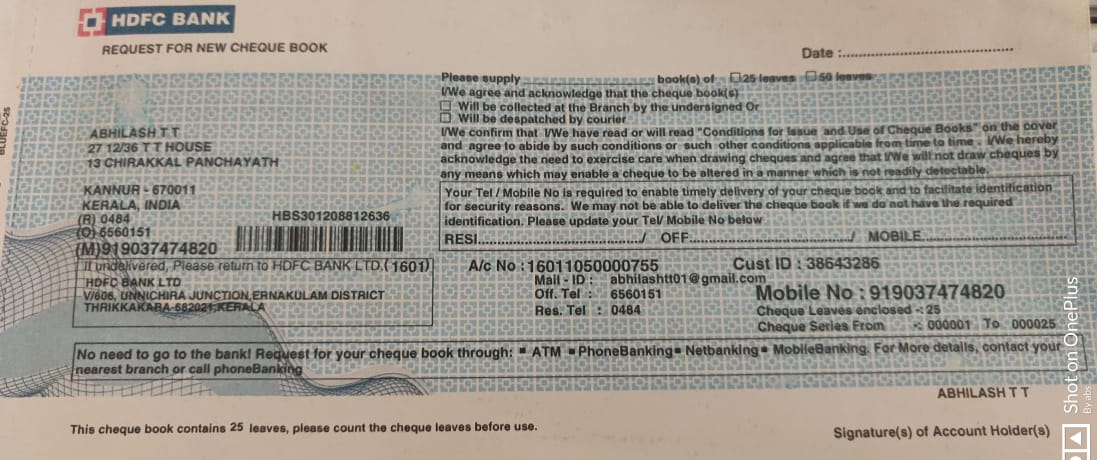 HDFC BANK
REQUEST FOR NEW CHEQUE BOOK
Date :
Please supply book(s) of 25 leaves 50 leaves
I/We agree and acknowledge that the cheque book(s)
Will be collected at the Branch by the undersigned Or
Will be despatched by courier
I/We confirm that I/We have read or will read "Conditions for Issue and Use of Cheque Books" on the cover
and agree to abide by such conditions or such other conditions applicable from time to time . I/We hereby
acknowledge the need to exercise care when drawing cheques and agree that I/We will not draw cheques by
any means which may enable a cheque to be altered in a manner which is not readily detectable.
BLUEFC-25
ABHILASH T T
27 12/36 T T HOUSE
13 CHIRAKKAL PANCHAYATH
KANNUR - 670011
KERALA, INDIA
(R) 0484
(O) 6560151
(M)919037474820
HBS301208812636
Your Tel / Mobile No is required to enable timely delivery of your cheque book and to facilitate identification
for security reasons. We may not be able to deliver the cheque book if we do not have the required
identification. Please update your Tel/ Mobile No below
RESI / OFF. / MOBILE
If undelivered, Please return to HDFC BANK LTD.(1601)
HDFC BANK LTD
V/606, UNNICHIRA JUNCTION,ERNAKULAM DISTRICT
THRIKKAKARA-682021,KERALA
A/c No :16011050000755 Cust ID : 38643286
Mail - ID : abhilashtt01@gmail.com
Off. Tel : 6560151 Mobile No : 919037474820
Res. Tel : 0484 Cheque Leaves enclosed -: 25
Cheque Series From -: 000001 To 000025
No need to go to the bank! Request for your cheque book through: ▪ ATM ▪ PhoneBanking▪ Netbanking▪ MobileBanking. For More details, contact your
nearest branch or call phoneBanking
ABHILASH T T
This cheque book contains 25 leaves, please count the cheque leaves before use.
Signature(s) of Account Holder(s)
Shot on OnePlus
By abs